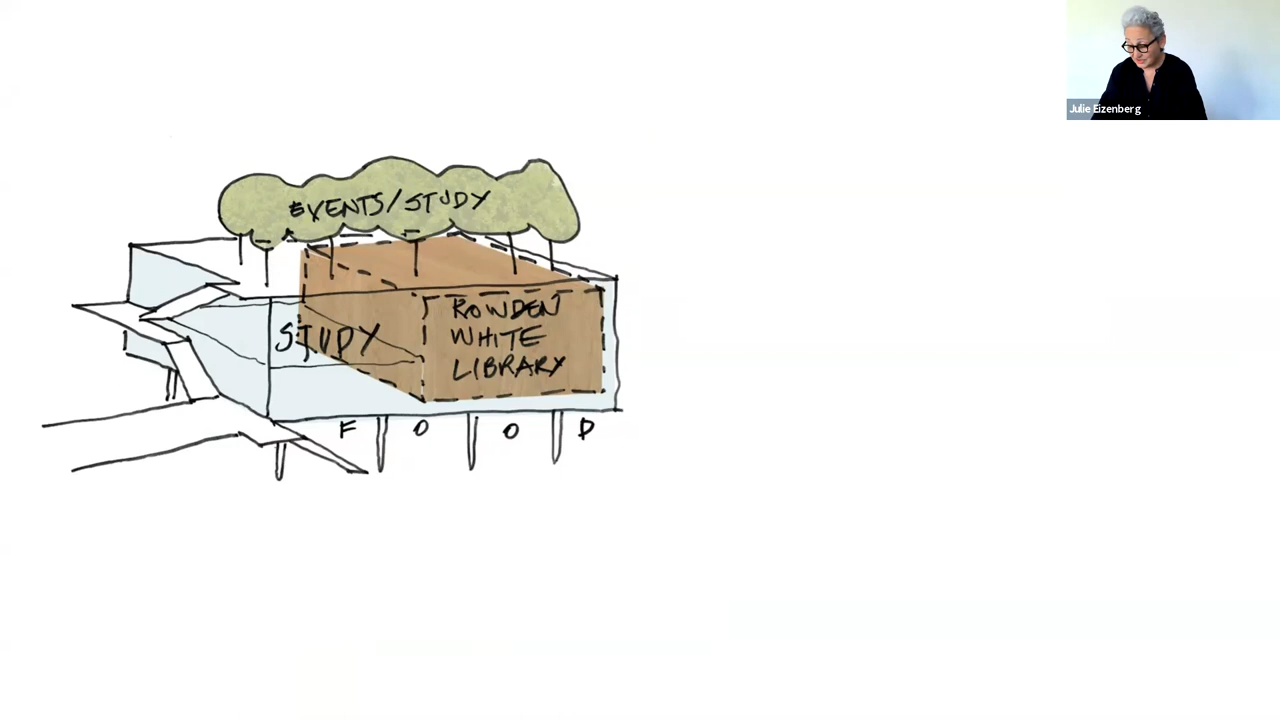 Julie Eizenberg
EVENTS/STUDY
STUDY
ROWDEN
WHITE
LIBRARY
F O O D